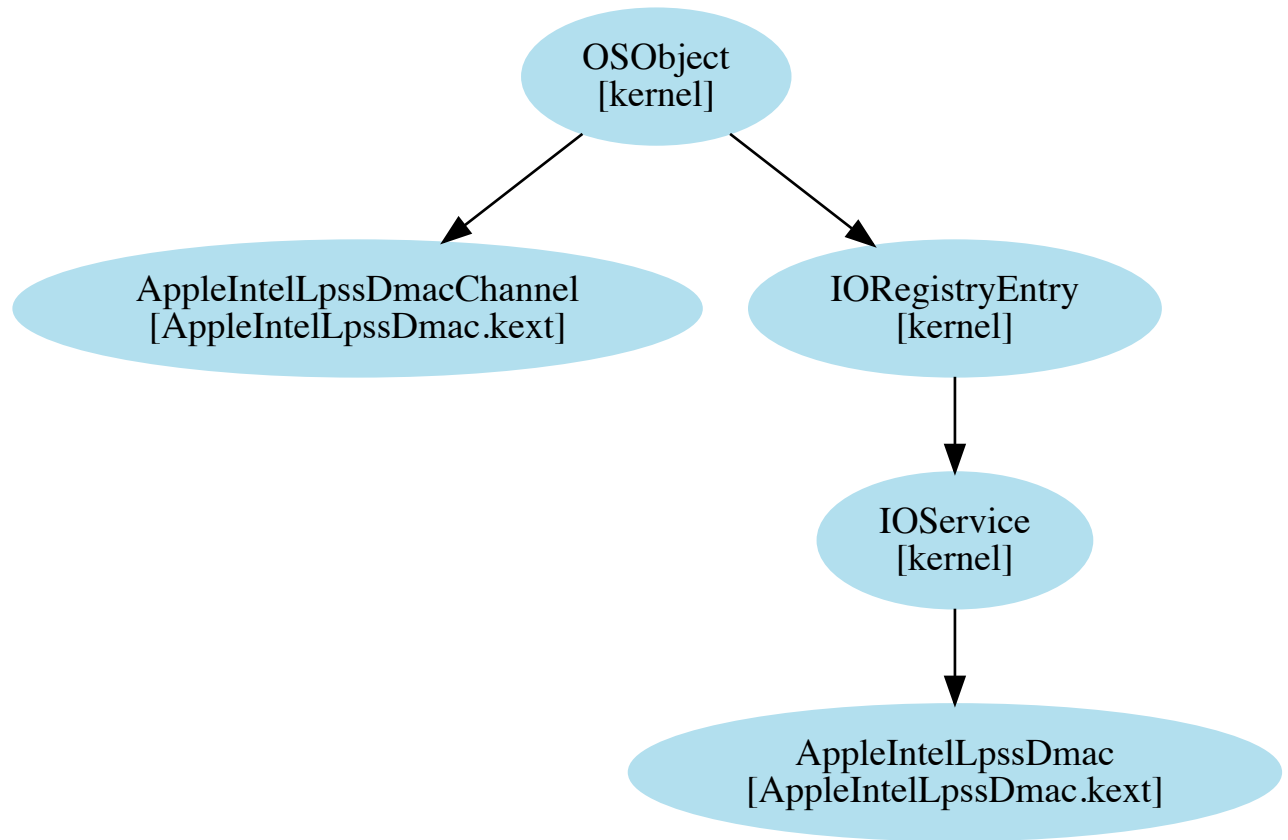 OSObject
[kernel]
AppleIntelLpssDmacChannel
[AppleIntelLpssDmac.kext]
IORegistryEntry
[kernel]
IOService
[kernel]
AppleIntelLpssDmac
[AppleIntelLpssDmac.kext]